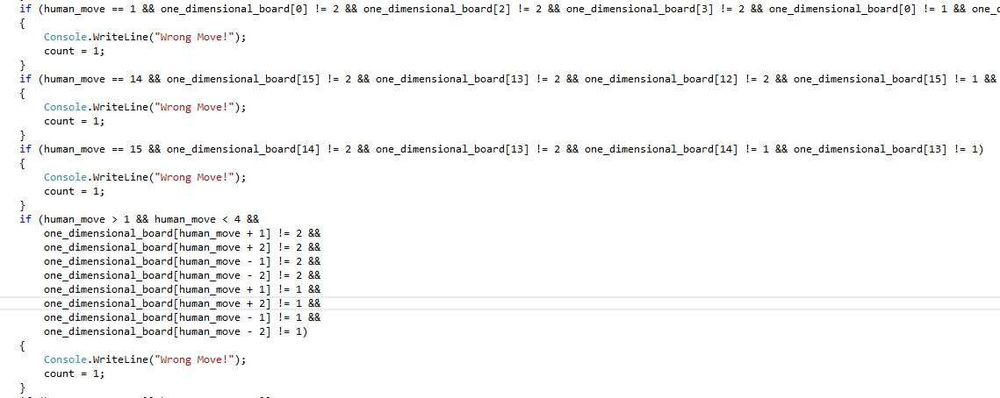 if (human_move == 1 && one_dimensional_board[0] != 2 && one_dimensional_board[2] != 2 && one_dimensional_board[3] != 2 && one_dimensional_board[0] != 1 && one_
{
Console.WriteLine("Wrong Move!");
count = 1;
}
if (human_move == 14 && one_dimensional_board[15] != 2 && one_dimensional_board[13] != 2 && one_dimensional_board[12] != 2 && one_dimensional_board[15] != 1 &&
{
Console.WriteLine("Wrong Move!");
count = 1;
}
if (human_move == 15 && one_dimensional_board[14] != 2 && one_dimensional_board[13] != 2 && one_dimensional_board[14] != 1 && one_dimensional_board[13] != 1)
{
Console.WriteLine("Wrong Move!");
count = 1;
}
if (human_move > 1 && human_move < 4 &&
one_dimensional_board[human_move + 1] != 2 &&
one_dimensional_board[human_move + 2] != 2 &&
one_dimensional_board[human_move - 1] != 2 &&
one_dimensional_board[human_move - 2] != 2 &&
one_dimensional_board[human_move + 1] != 1 &&
one_dimensional_board[human_move + 2] != 1 &&
one_dimensional_board[human_move - 1] != 1 &&
one_dimensional_board[human_move - 2] != 1)
{
Console.WriteLine("Wrong Move!");
count = 1;
}